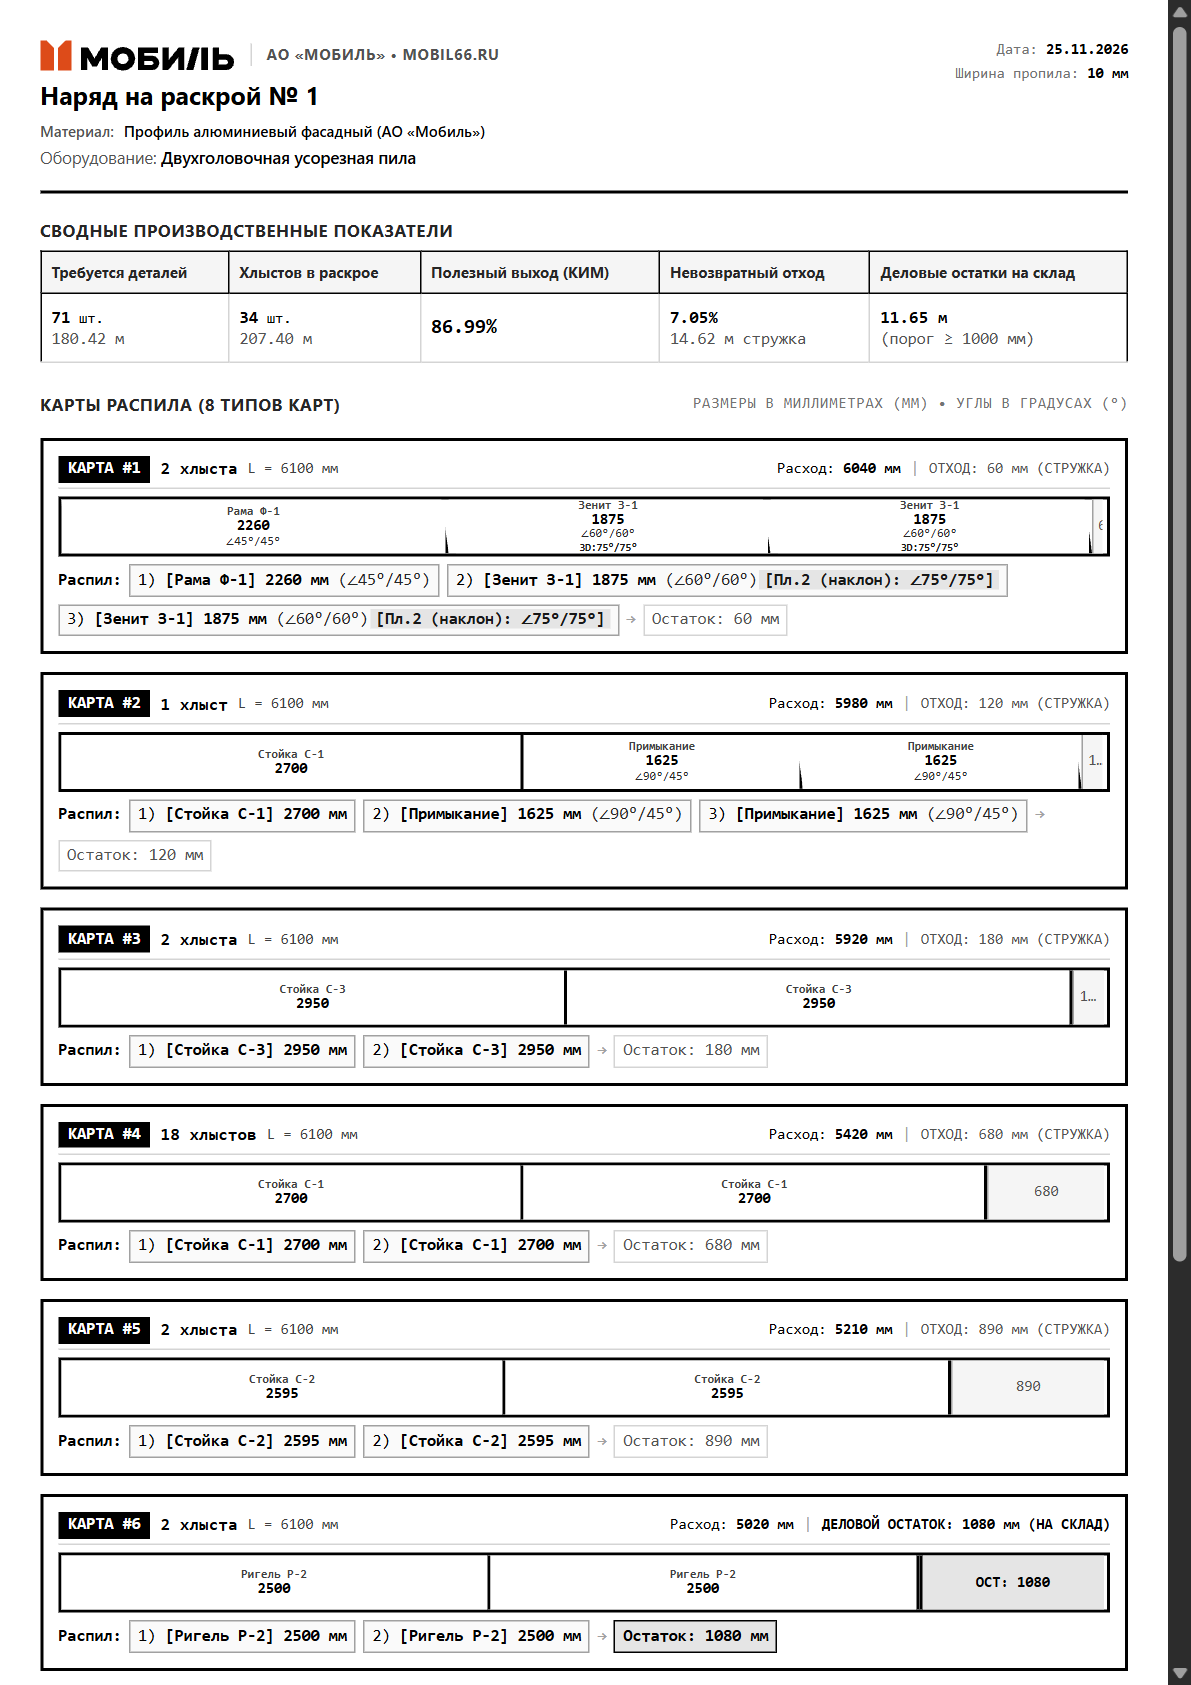 МОБИЛЬ АО «МОБИЛЬ» • MOBIL66.RU
Дата: 25.11.2026
Ширина пропила: 10 мм
Наряд на раскрой № 1
Материал: Профиль алюминиевый фасадный (АО «Мобиль»)
Оборудование: Двухголовочная усорезная пила
СВОДНЫЕ ПРОИЗВОДСТВЕННЫЕ ПОКАЗАТЕЛИ
Требуется деталей Хлыстов в раскрое Полезный выход (КИМ) Невозвратный отход Деловые остатки на склад
71 шт. 34 шт. 86.99% 7.05% 11.65 м
180.42 м 207.40 м 14.62 м стружка (порог ≥ 1000 мм)
КАРТЫ РАСПИЛА (8 ТИПОВ КАРТ) РАЗМЕРЫ В МИЛЛИМЕТРАХ (ММ) • УГЛЫ В ГРАДУСАХ (°)
КАРТА #1 2 хлыста L = 6100 мм Расход: 6040 мм | ОТХОД: 60 мм (СТРУЖКА)
Рама Ф-1 Зенит З-1 Зенит З-1
2260 1875 1875
∠45°/45° ∠60°/60° ∠60°/60°
3D:75°/75° 3D:75°/75°
Распил: 1) [Рама Ф-1] 2260 мм (∠45°/45°) 2) [Зенит З-1] 1875 мм (∠60°/60°) [Пл.2 (наклон): ∠75°/75°]
3) [Зенит З-1] 1875 мм (∠60°/60°) [Пл.2 (наклон): ∠75°/75°] → Остаток: 60 мм
КАРТА #2 1 хлыст L = 6100 мм Расход: 5980 мм | ОТХОД: 120 мм (СТРУЖКА)
Стойка С-1 Примыкание Примыкание
2700 1625 1625 1…
∠90°/45° ∠90°/45°
Распил: 1) [Стойка С-1] 2700 мм 2) [Примыкание] 1625 мм (∠90°/45°) 3) [Примыкание] 1625 мм (∠90°/45°) →
Остаток: 120 мм
КАРТА #3 2 хлыста L = 6100 мм Расход: 5920 мм | ОТХОД: 180 мм (СТРУЖКА)
Стойка С-3 Стойка С-3
2950 2950 1…
Распил: 1) [Стойка С-3] 2950 мм 2) [Стойка С-3] 2950 мм → Остаток: 180 мм
КАРТА #4 18 хлыстов L = 6100 мм Расход: 5420 мм | ОТХОД: 680 мм (СТРУЖКА)
Стойка С-1 Стойка С-1
2700 2700 680
Распил: 1) [Стойка С-1] 2700 мм 2) [Стойка С-1] 2700 мм → Остаток: 680 мм
КАРТА #5 2 хлыста L = 6100 мм Расход: 5210 мм | ОТХОД: 890 мм (СТРУЖКА)
Стойка С-2 Стойка С-2
2595 2595 890
Распил: 1) [Стойка С-2] 2595 мм 2) [Стойка С-2] 2595 мм → Остаток: 890 мм
КАРТА #6 2 хлыста L = 6100 мм Расход: 5020 мм | ДЕЛОВОЙ ОСТАТОК: 1080 мм (НА СКЛАД)
Ригель Р-2 Ригель Р-2
2500 2500 ОСТ: 1080
Распил: 1) [Ригель Р-2] 2500 мм 2) [Ригель Р-2] 2500 мм → Остаток: 1080 мм